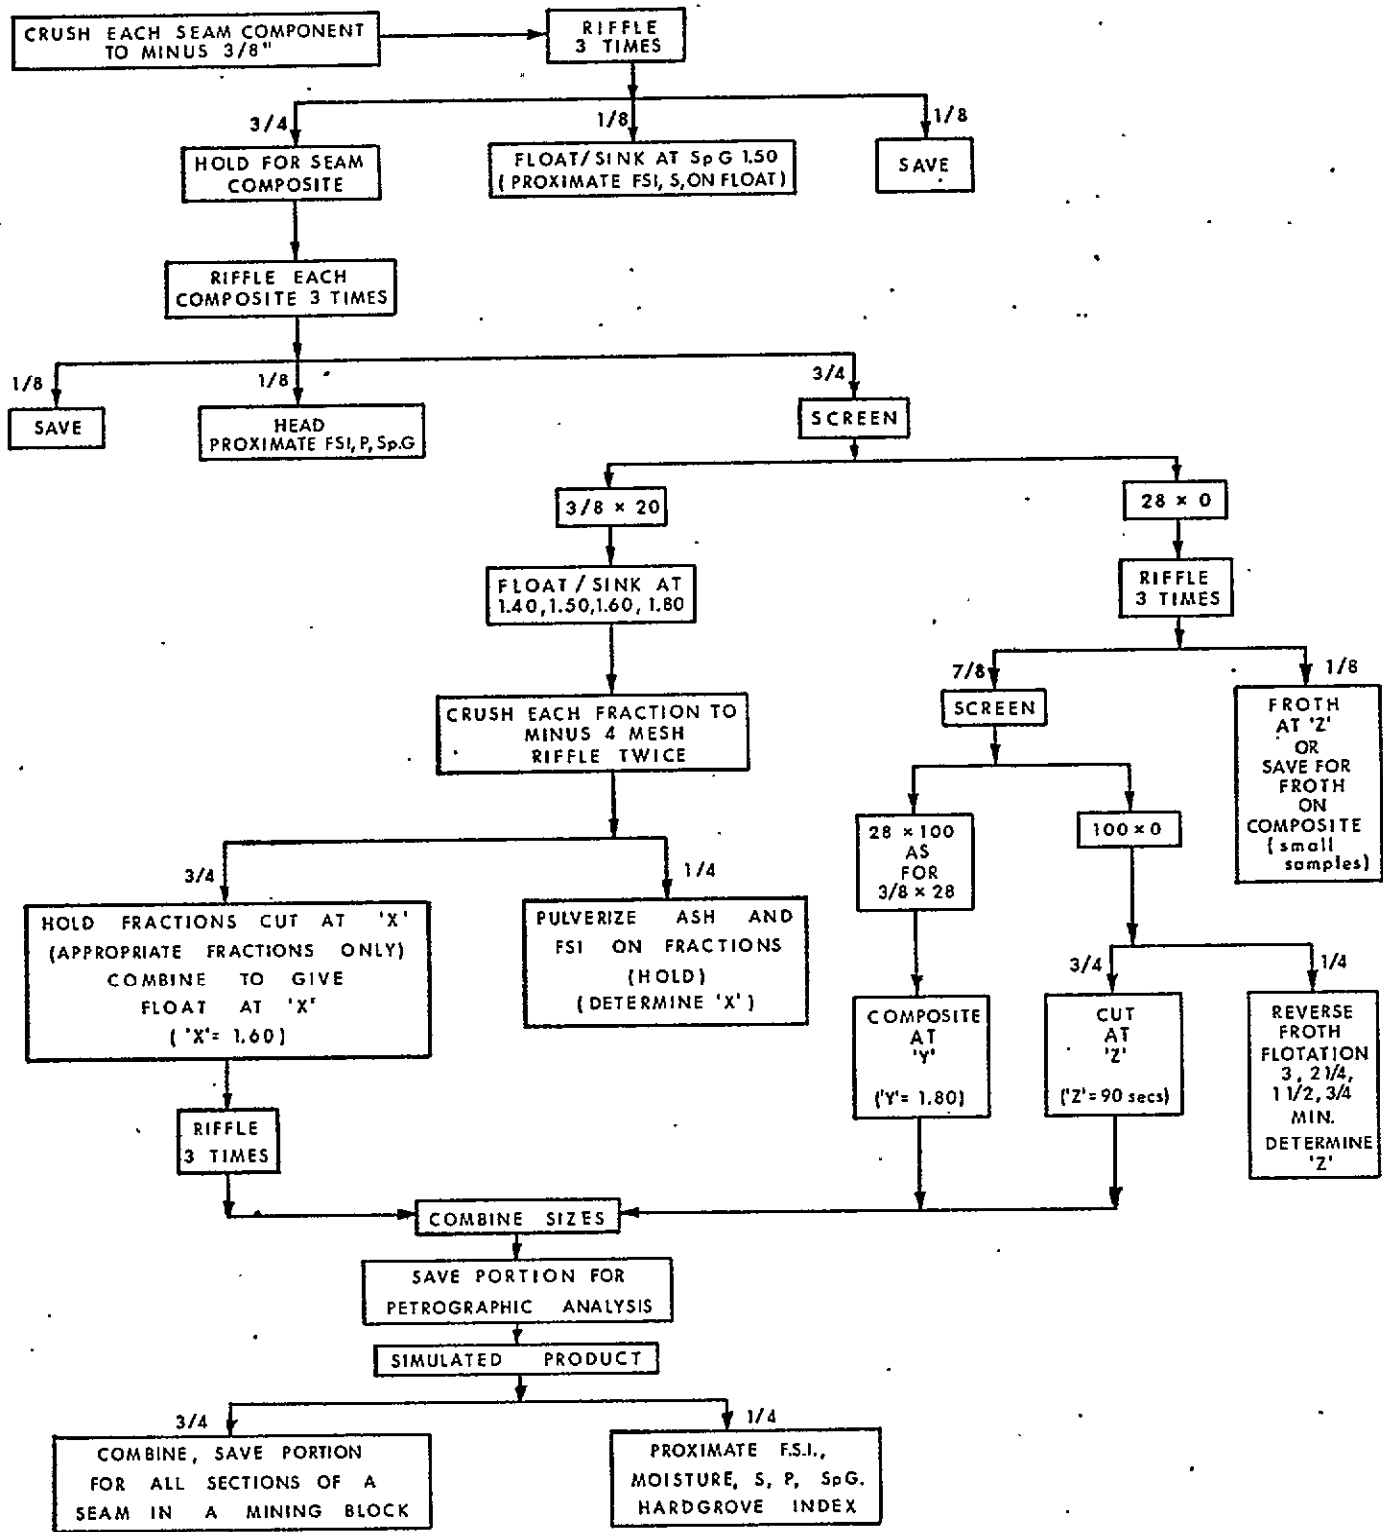 CRUSH EACH SEAM COMPONENT
TO MINUS 3/8"
RIFFLE
3 TIMES
3/4
1/8
1/8
HOLD FOR SEAM
COMPOSITE
FLOAT/SINK AT SpG 1.50
(PROXIMATE FSI, S, ON FLOAT)
SAVE
RIFFLE EACH
COMPOSITE 3 TIMES
1/8
1/8
3/4
SAVE
HEAD
PROXIMATE FSI, P, Sp.G
SCREEN
3/8 × 20
28 × 0
FLOAT/SINK AT
1.40, 1.50, 1.60, 1.80
RIFFLE
3 TIMES
7/8
1/8
CRUSH EACH FRACTION TO
MINUS 4 MESH
RIFFLE TWICE
SCREEN
FROTH
AT 'Z'
OR
SAVE FOR
FROTH
ON
COMPOSITE
(small
samples)
28 × 100
AS
FOR
3/8 × 28
100 × 0
3/4
1/4
HOLD FRACTIONS CUT AT 'X'
(APPROPRIATE FRACTIONS ONLY)
COMBINE TO GIVE
FLOAT AT 'X'
('X'= 1.60)
PULVERIZE ASH AND
FSI ON FRACTIONS
(HOLD)
(DETERMINE 'X')
3/4
1/4
COMPOSITE
AT
'Y'
('Y'= 1.80)
CUT
AT
'Z'
('Z'= 90 secs)
REVERSE
FROTH
FLOTATION
3, 2 1/4,
1 1/2, 3/4
MIN.
DETERMINE
'Z'
RIFFLE
3 TIMES
COMBINE SIZES
SAVE PORTION FOR
PETROGRAPHIC ANALYSIS
SIMULATED PRODUCT
3/4
1/4
COMBINE, SAVE PORTION
FOR ALL SECTIONS OF A
SEAM IN A MINING BLOCK
PROXIMATE F.S.I.,
MOISTURE, S, P, SpG.
HARDGROVE INDEX